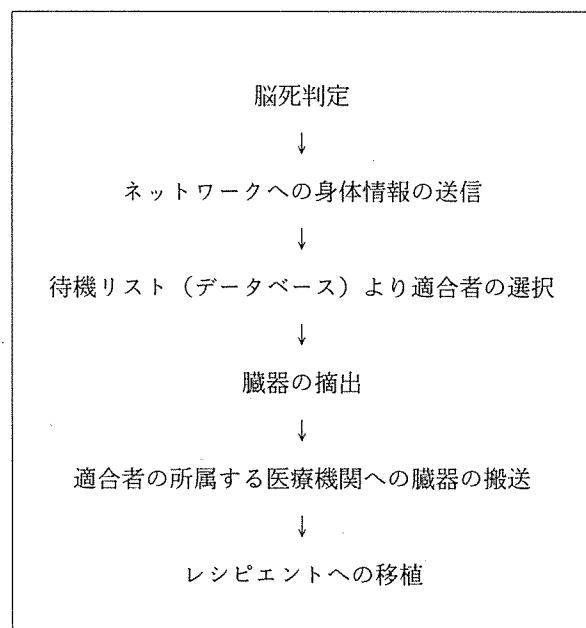 脳死判定
↓
ネットワークへの身体情報の送信
↓
待機リスト（データベース）より適合者の選択
↓
臓器の摘出
↓
適合者の所属する医療機関への臓器の搬送
↓
レシピエントへの移植